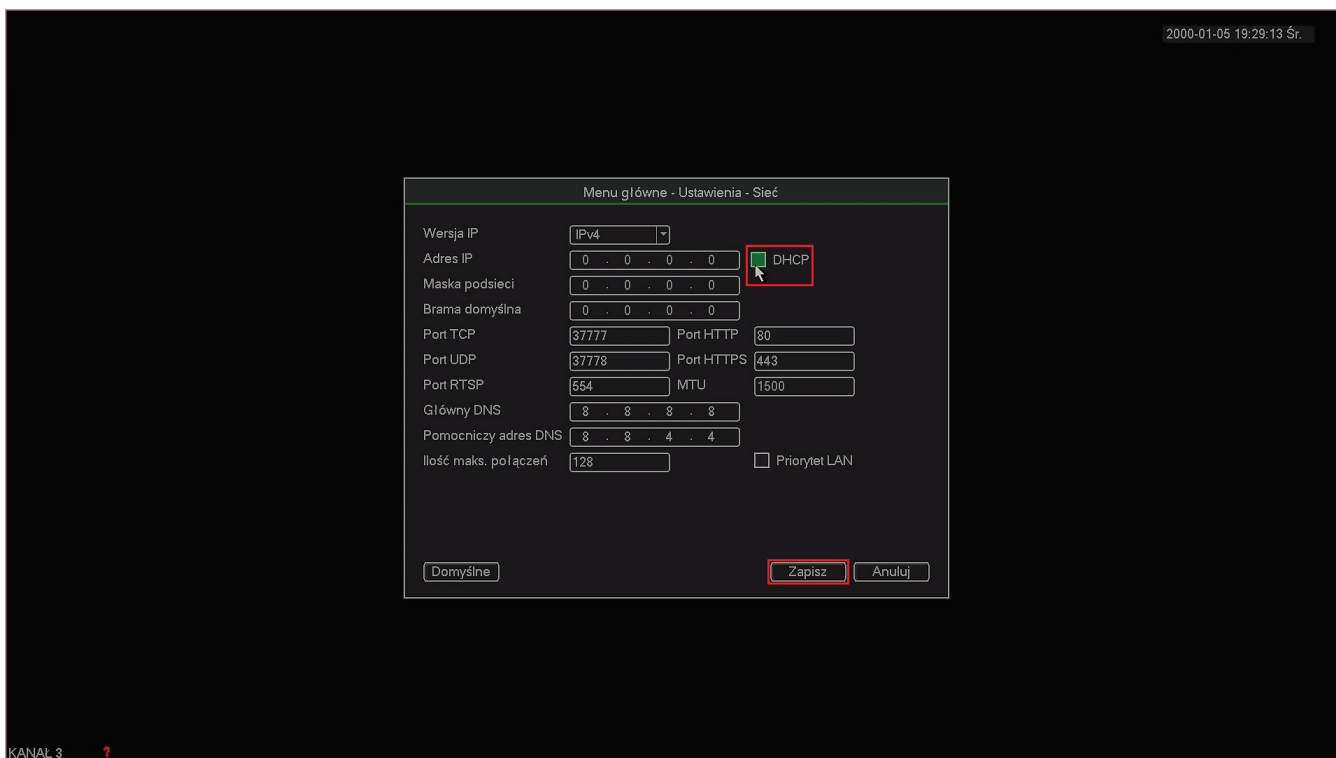 2000-01-05 19:29:13 Śr.
Menu główne - Ustawienia - Sieć
Wersja IP IPv4
Adres IP 0 . 0 . 0 . 0 DHCP
Maska podsieci 0 . 0 . 0 . 0
Brama domyślna 0 . 0 . 0 . 0
Port TCP 37777 Port HTTP 80
Port UDP 37778 Port HTTPS 443
Port RTSP 554 MTU 1500
Główny DNS 8 . 8 . 8 . 8
Pomocniczy adres DNS 8 . 8 . 4 . 4
Ilość maks. połączeń 128 Priorytet LAN
Domyślne Zapisz Anuluj
KANAŁ 3 ?